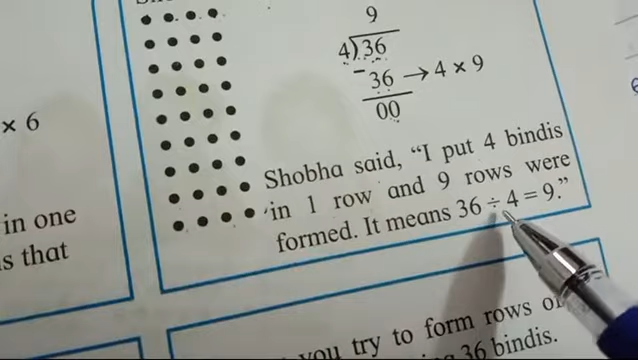 9
4)36
- 36 → 4 × 9
00
× 6
Shobha said, "I put 4 bindis
in 1 row and 9 rows were
formed. It means 36 ÷ 4 = 9."
in one
that
you try to form rows
36 bindis.